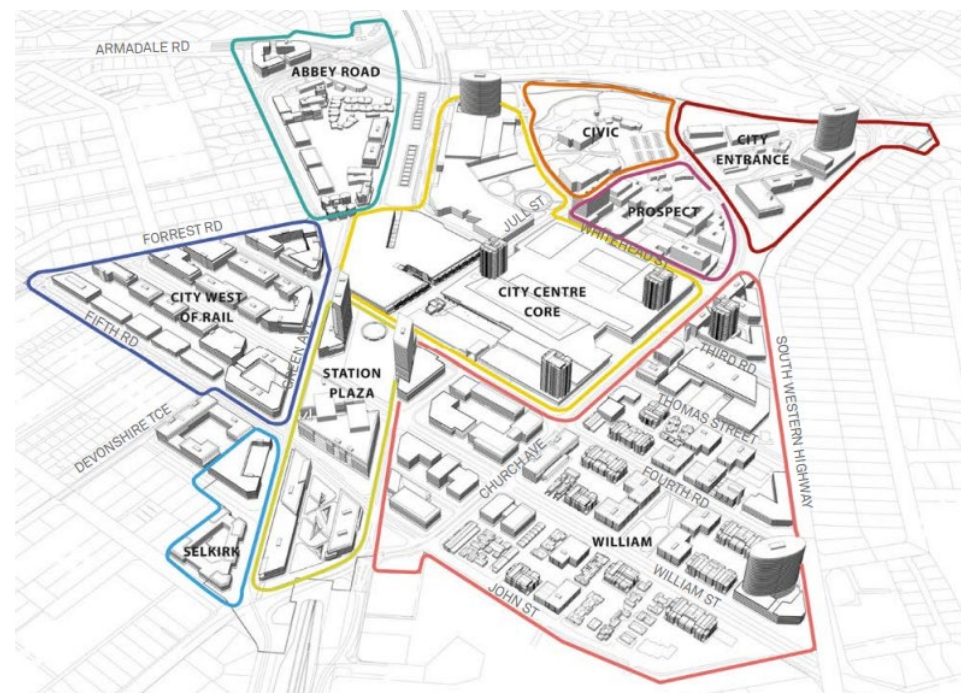 ARMADALE RD
ABBEY ROAD
CIVIC
CITY
ENTRANCE
PROSPECT
JULL ST
WHITEHEAD ST
FORREST RD
CITY WEST
OF RAIL
FIFTH RD
GREEN AVE
CITY CENTRE
CORE
STATION
PLAZA
THIRD RD
SOUTH WESTERN HIGHWAY
THOMAS STREET
DEVONSHIRE TCE
CHURCH AVE
FOURTH RD
SELKIRK
WILLIAM
WILLIAM ST
JOHN ST